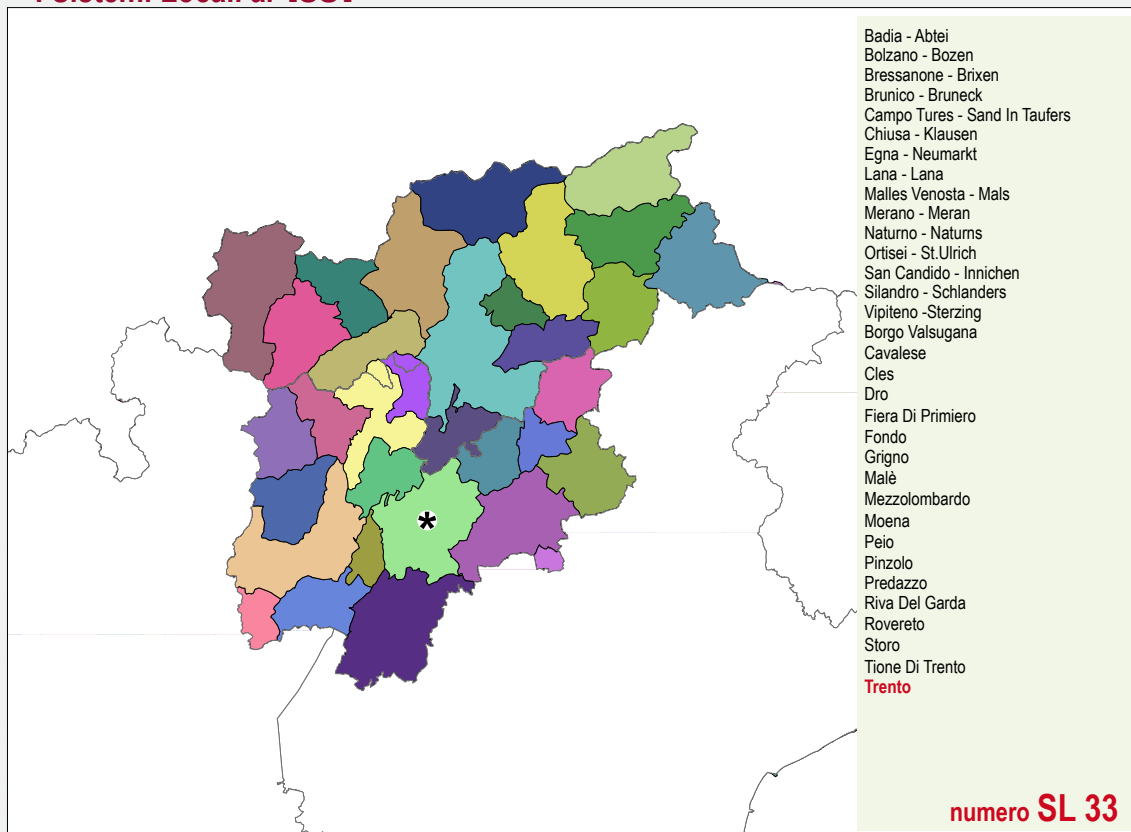 Badia - Abtei
Bolzano - Bozen
Bressanone - Brixen
Brunico - Bruneck
Campo Tures - Sand In Taufers
Chiusa - Klausen
Egna - Neumarkt
Lana - Lana
Malles Venosta - Mals
Merano - Meran
Naturno - Naturns
Ortisei - St.Ulrich
San Candido - Innichen
Silandro - Schlanders
Vipiteno -Sterzing
Borgo Valsugana
Cavalese
Cles
Dro
Fiera Di Primiero
Fondo
Grigno
Malè
Mezzolombardo
Moena
Peio
Pinzolo
Predazzo
Riva Del Garda
Rovereto
Storo
Tione Di Trento
Trento
*
numero SL 33